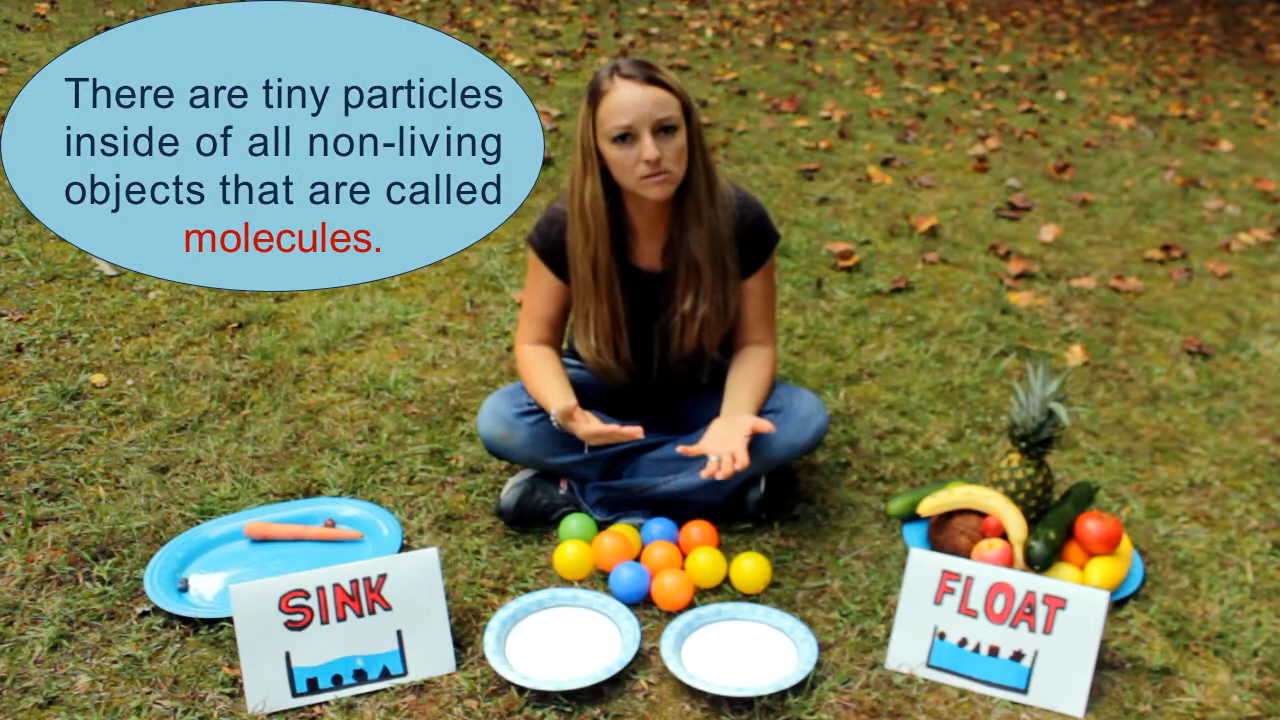 There are tiny particles
inside of all non-living
objects that are called
molecules.
SINK
FLOAT